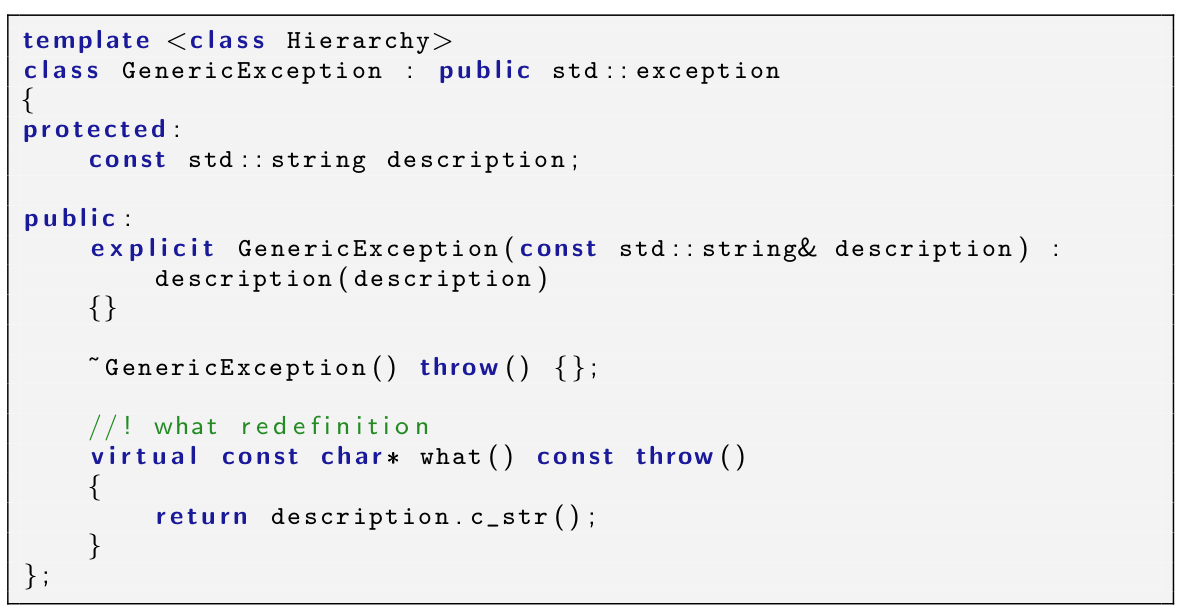 template <class Hierarchy>
class GenericException : public std::exception
{
protected:
    const std::string description;

public:
    explicit GenericException(const std::string& description) :
        description(description)
    {}

    ~GenericException() throw() {};

    //! what redefinition
    virtual const char* what() const throw()
    {
        return description.c_str();
    }
};